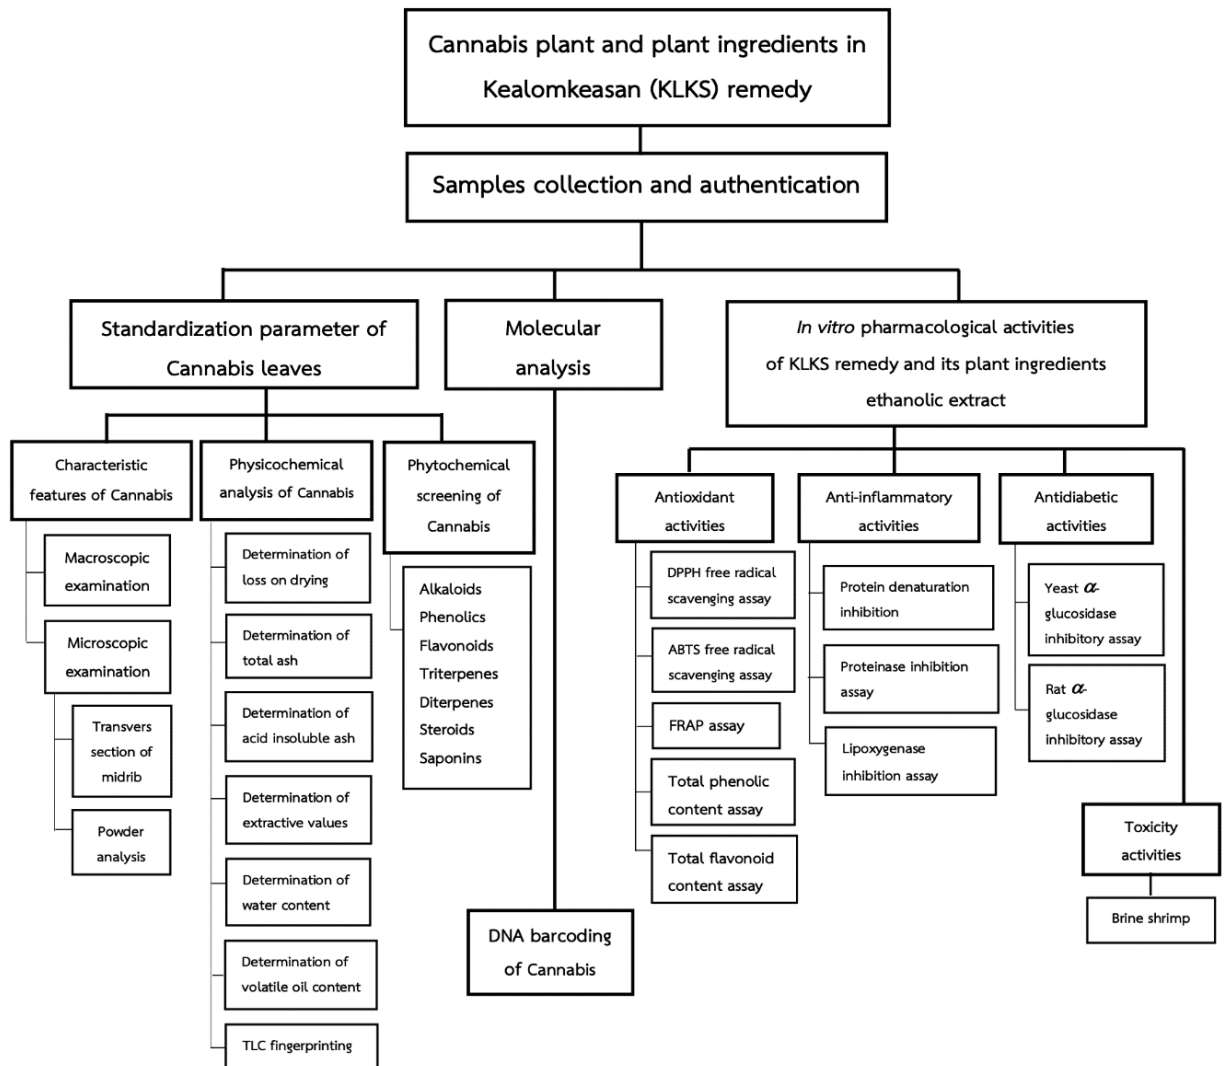 Cannabis plant and plant ingredients in
Kealomkeasan (KLKS) remedy
Samples collection and authentication
Standardization parameter of
Cannabis leaves
Molecular
analysis
In vitro pharmacological activities
of KLKS remedy and its plant ingredients
ethanolic extract
Characteristic
features of Cannabis
Macroscopic
examination
Microscopic
examination
Transvers
section of
midrib
Powder
analysis
Physicochemical
analysis of Cannabis
Determination of
loss on drying
Determination of
total ash
Determination of
acid insoluble ash
Determination of
extractive values
Determination of
water content
Determination of
volatile oil content
TLC fingerprinting
Phytochemical
screening of
Cannabis
Alkaloids
Phenolics
Flavonoids
Triterpenes
Diterpenes
Steroids
Saponins
DNA barcoding
of Cannabis
Antioxidant
activities
DPPH free radical
scavenging assay
ABTS free radical
scavenging assay
FRAP assay
Total phenolic
content assay
Total flavonoid
content assay
Anti-inflammatory
activities
Protein denaturation
inhibition
Proteinase inhibition
assay
Lipoxygenase
inhibition assay
Antidiabetic
activities
Yeast α-
glucosidase
inhibitory assay
Rat α-
glucosidase
inhibitory assay
Toxicity
activities
Brine shrimp